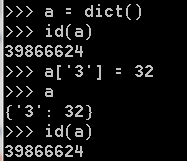 >>> a = dict()
>>> id(a)
39866624
>>> a['3'] = 32
>>> a
{'3': 32}
>>> id(a)
39866624